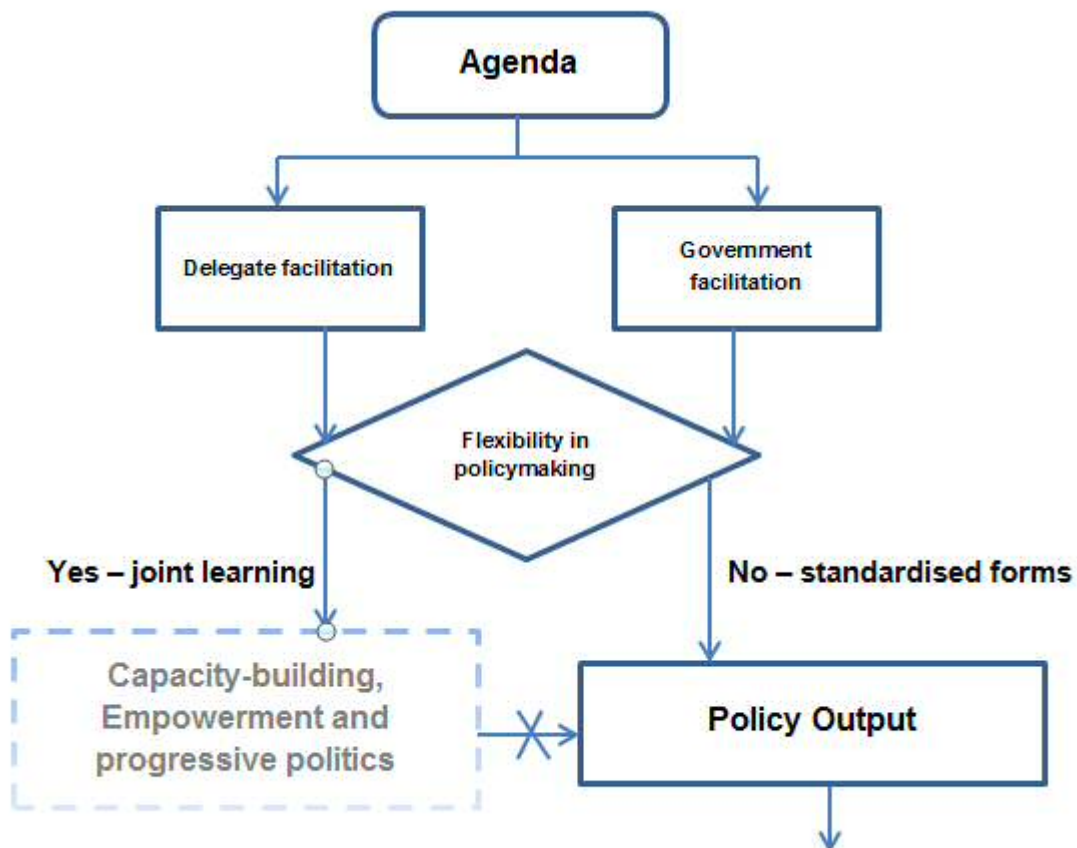 Agenda
Delegate facilitation
Government
facilitation
Flexibility in
policymaking
Yes – joint learning
No – standardised forms
Capacity-building,
Empowerment and
progressive politics
Policy Output